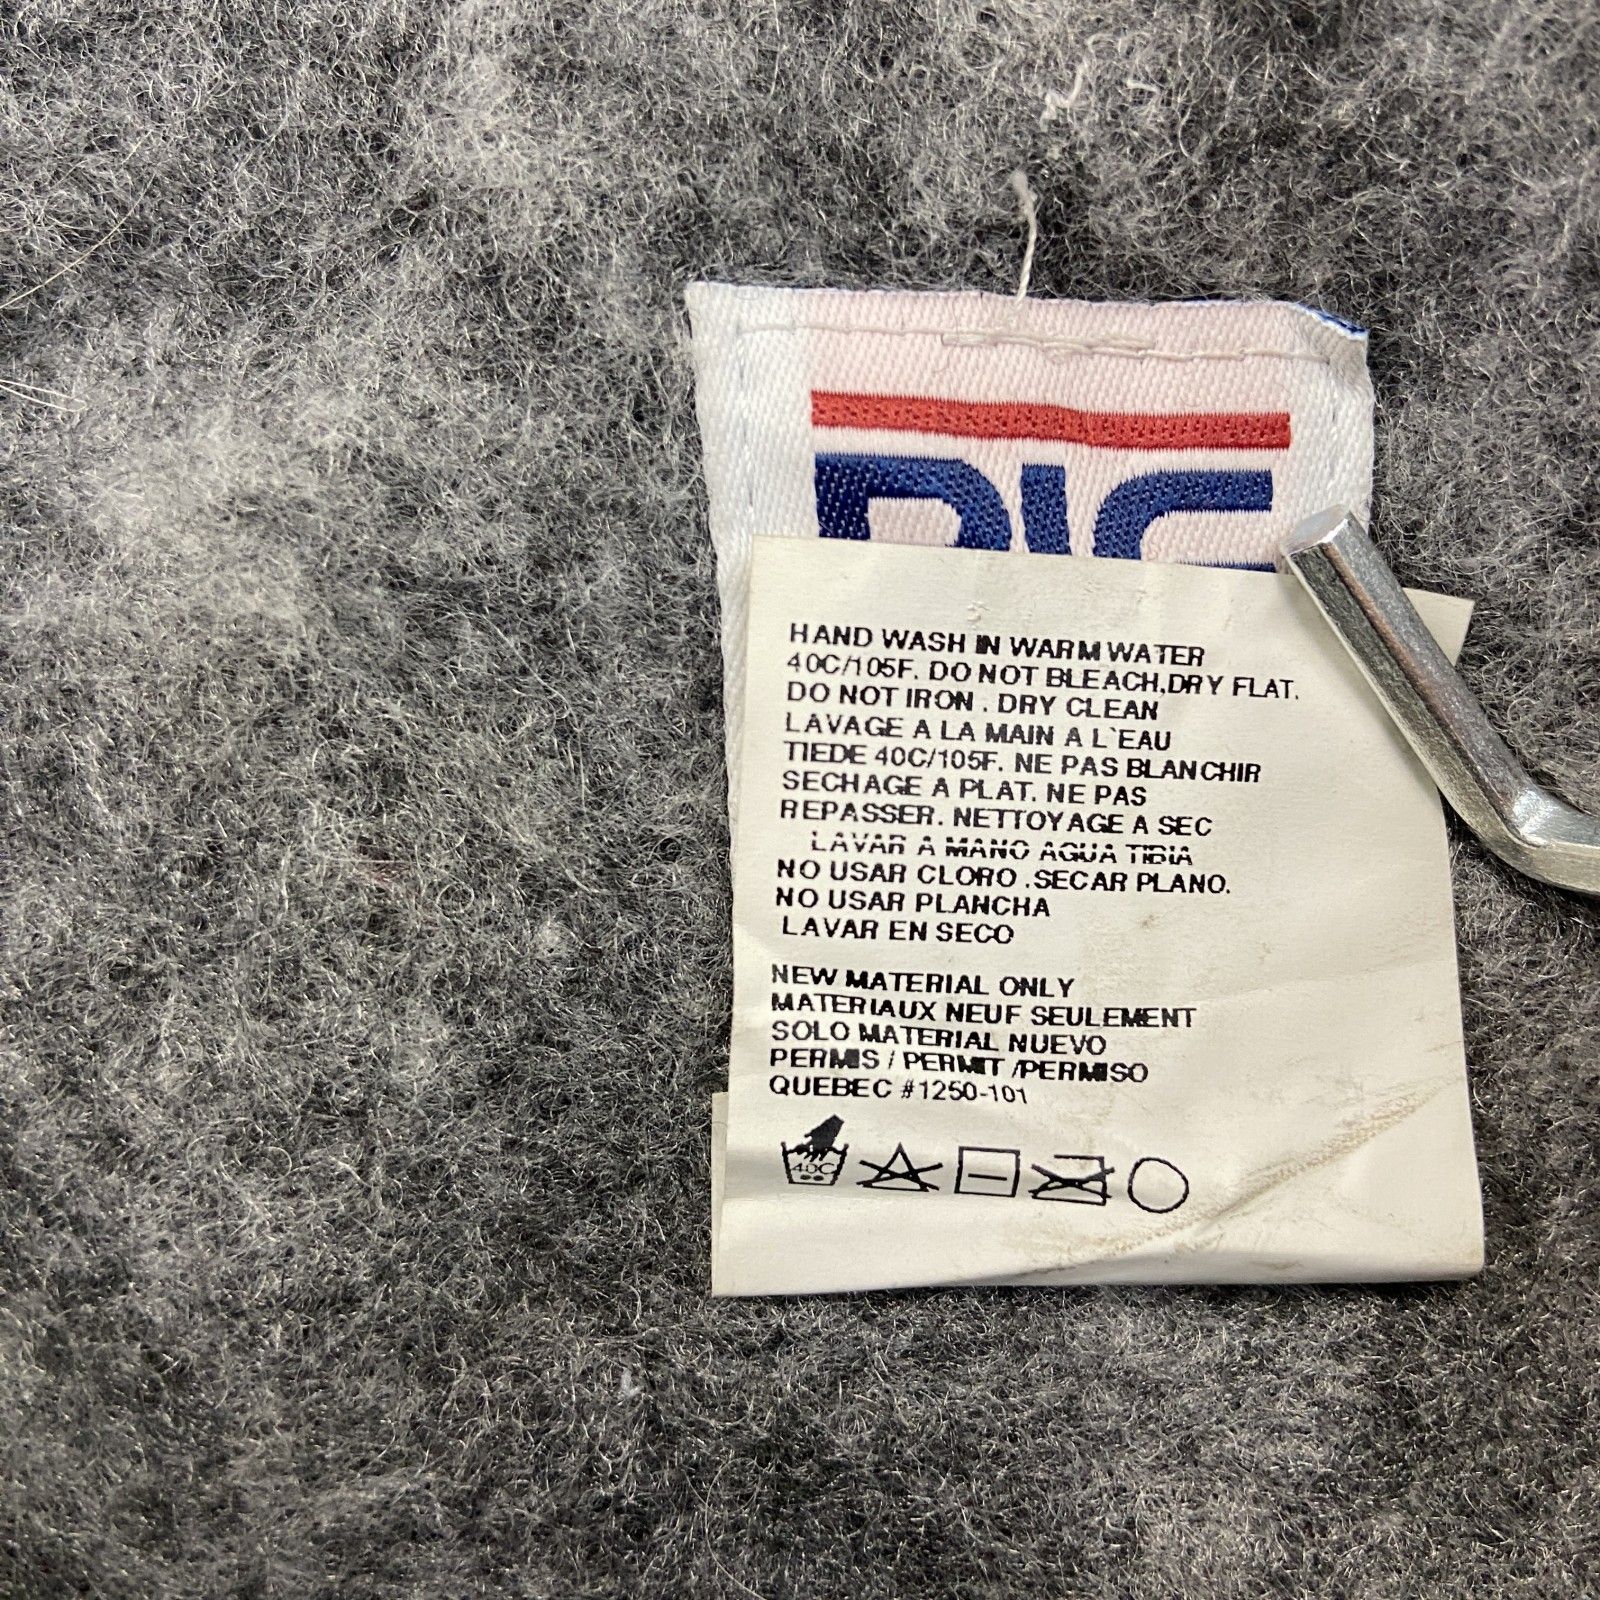 HAND WASH IN WARM WATER
40C/105F. DO NOT BLEACH,DRY FLAT.
DO NOT IRON . DRY CLEAN
LAVAGE A LA MAIN A L`EAU
TIEDE 40C/105F. NE PAS BLANCHIR
SECHAGE A PLAT. NE PAS
REPASSER. NETTOYAGE A SEC
LAVAR A MANO AGUA TIBIA
NO USAR CLORO .SECAR PLANO.
NO USAR PLANCHA
LAVAR EN SECO
NEW MATERIAL ONLY
MATERIAUX NEUF SEULEMENT
SOLO MATERIAL NUEVO
PERMIS / PERMIT /PERMISO
QUEBEC #1250-101
40C